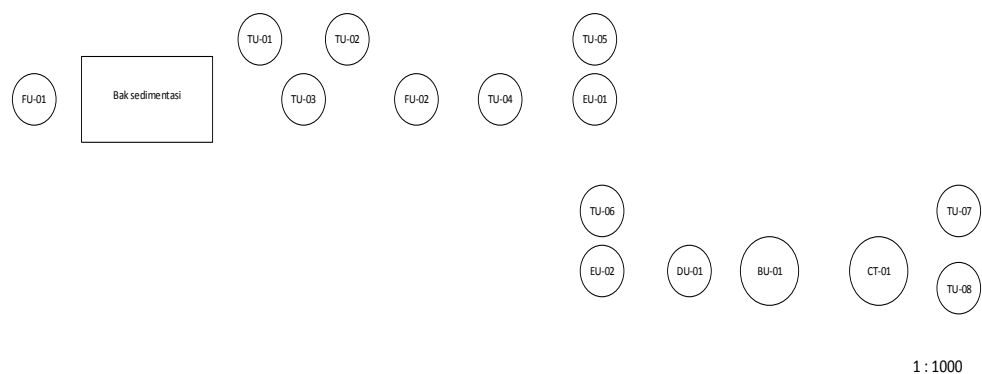 TU-01
TU-02
TU-05
FU-01
Bak sedimentasi
TU-03
FU-02
TU-04
EU-01
TU-06
TU-07
EU-02
DU-01
BU-01
CT-01
TU-08
1 : 1000